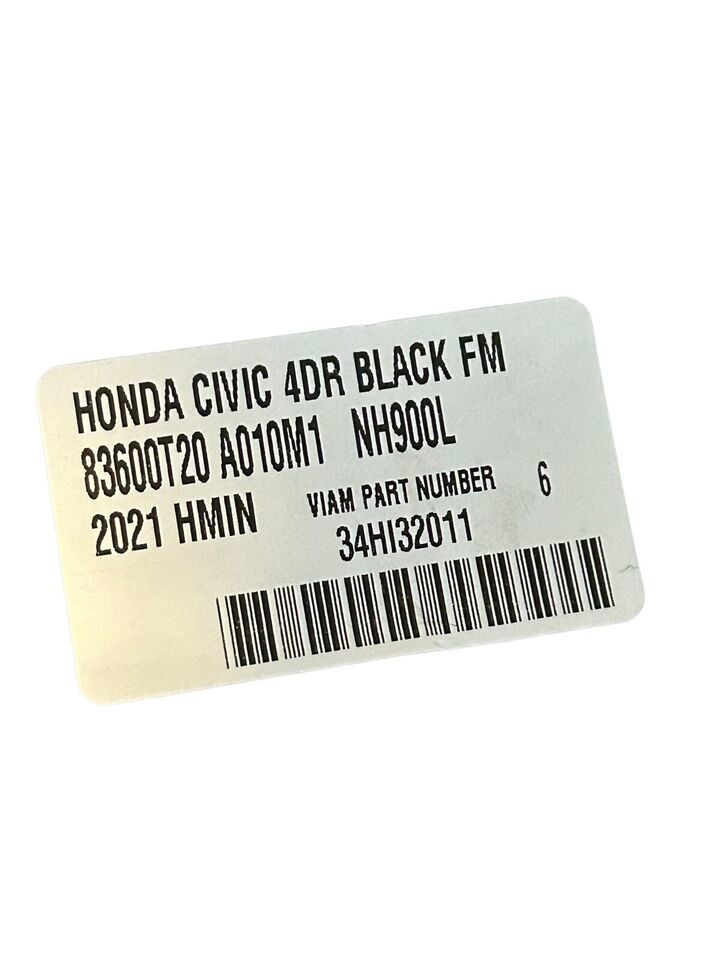 HONDA CIVIC 4DR BLACK FM
83600T20 A010M1 NH900L
2021 HMIN VIAM PART NUMBER 6
34HI32011